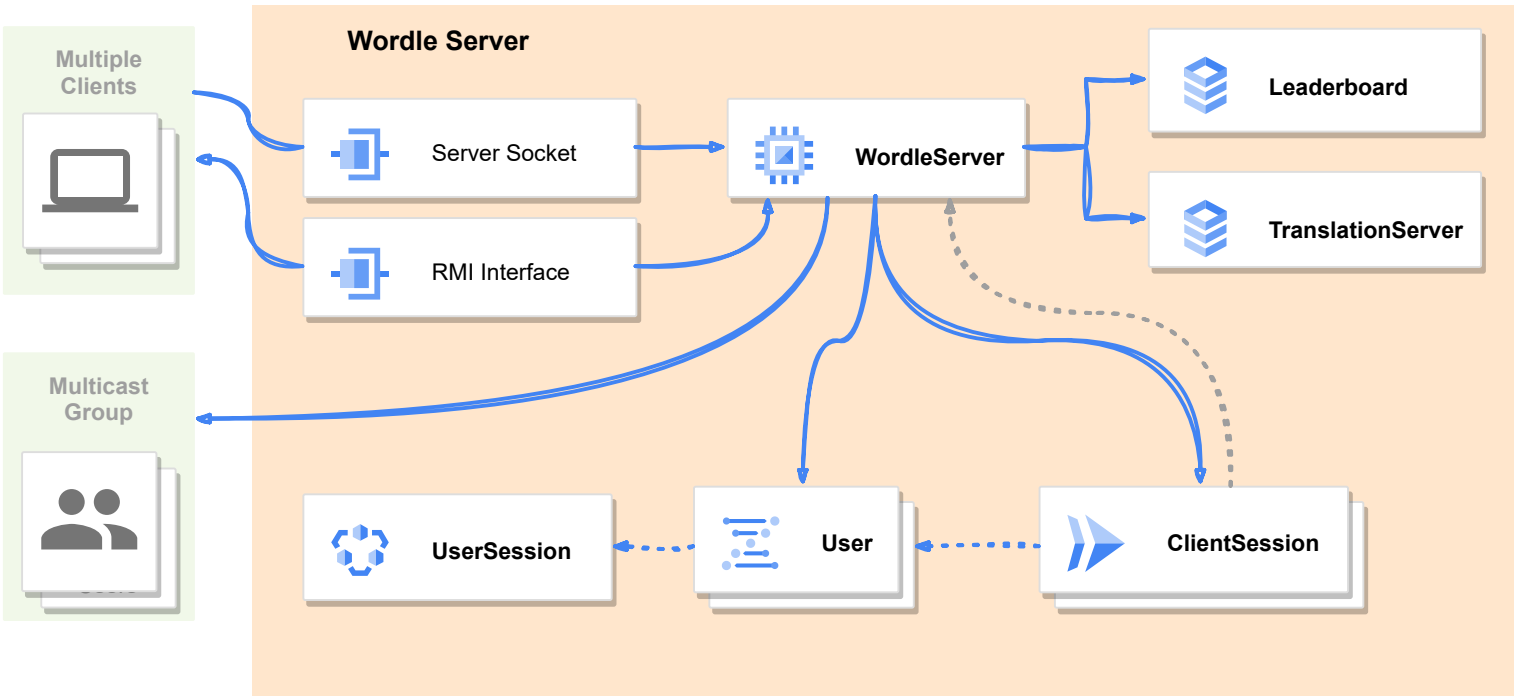 Wordle Server
Multiple
Clients
Server Socket
WordleServer
Leaderboard
RMI Interface
TranslationServer
Multicast
Group
UserSession
User
ClientSession